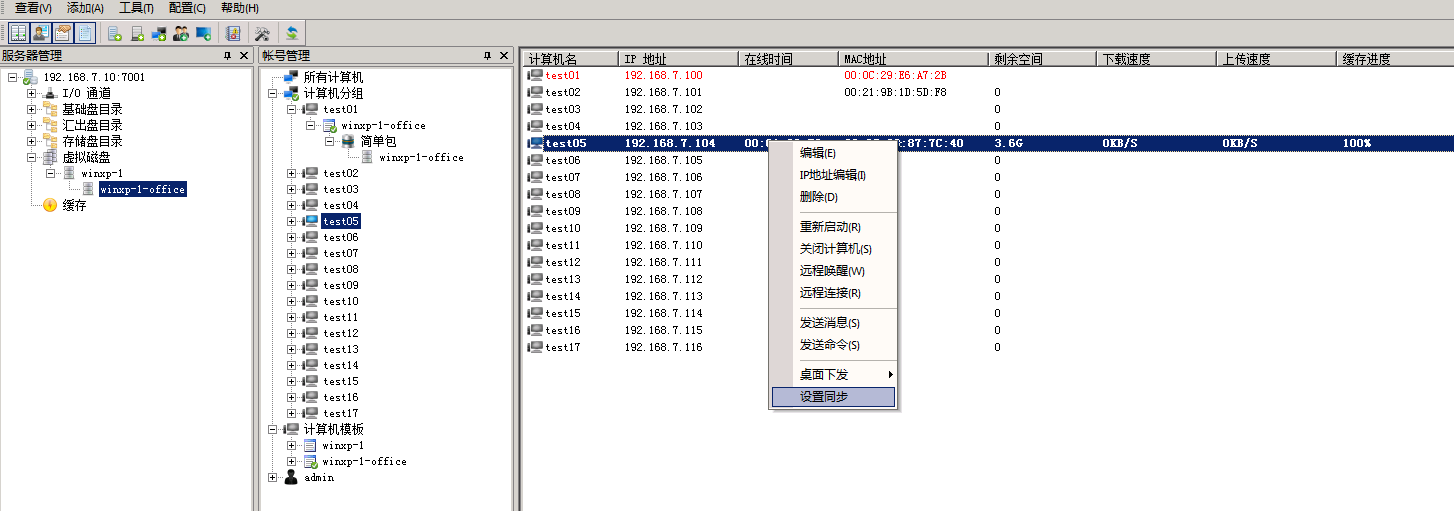 查看(V) 添加(A) 工具(T) 配置(C) 帮助(H)
服务器管理
192.168.7.10:7001
I/O 通道
基础盘目录
汇出盘目录
存储盘目录
虚拟磁盘
winxp-1
winxp-1-office
缓存
帐号管理
所有计算机
计算机分组
test01
winxp-1-office
简单包
winxp-1-office
test02
test03
test04
test05
test06
test07
test08
test09
test10
test11
test12
test13
test14
test15
test16
test17
计算机模板
winxp-1
winxp-1-office
admin
计算机名 IP 地址 在线时间 MAC地址 剩余空间 下载速度 上传速度 缓存进度
test01 192.168.7.100 00:0C:29:E6:A7:2B
test02 192.168.7.101 00:21:9B:1D:5D:F8 0
test03 192.168.7.102 0
test04 192.168.7.103 0
test05 192.168.7.104 00:0 87:7C:40 3.6G 0KB/S 0KB/S 100%
test06 192.168.7.105 0
test07 192.168.7.106 0
test08 192.168.7.107 0
test09 192.168.7.108 0
test10 192.168.7.109 0
test11 192.168.7.110 0
test12 192.168.7.111 0
test13 192.168.7.112 0
test14 192.168.7.113 0
test15 192.168.7.114 0
test16 192.168.7.115 0
test17 192.168.7.116 0
编辑(E)
IP地址编辑(I)
删除(D)
重新启动(R)
关闭计算机(S)
远程唤醒(W)
远程连接(R)
发送消息(S)
发送命令(S)
桌面下发
设置同步